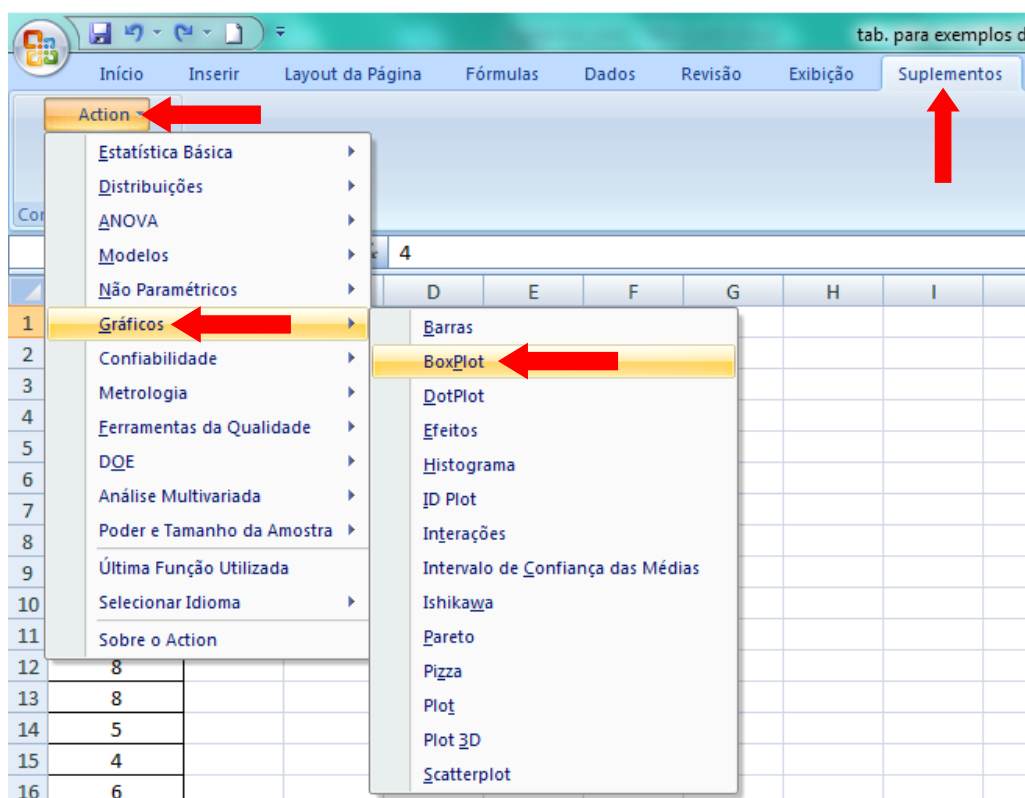 tab. para exemplos d
Início Inserir Layout da Página Fórmulas Dados Revisão Exibição Suplementos
Action
Estatística Básica
Distribuições
Cor
ANOVA
Modelos
4
Não Paramétricos
D E F G H I
1 Gráficos
Barras
2 Confiabilidade
BoxPlot
3 Metrologia
DotPlot
4 Ferramentas da Qualidade
Efeitos
5 DOE
Histograma
6 Análise Multivariada
ID Plot
7 Poder e Tamanho da Amostra
Interações
8
9 Última Função Utilizada
Intervalo de Confiança das Médias
10 Selecionar Idioma
Ishikawa
11 Sobre o Action
Pareto
12 8
Pizza
13 8
Plot
14 5
Plot 3D
15 4
Scatterplot
16 6